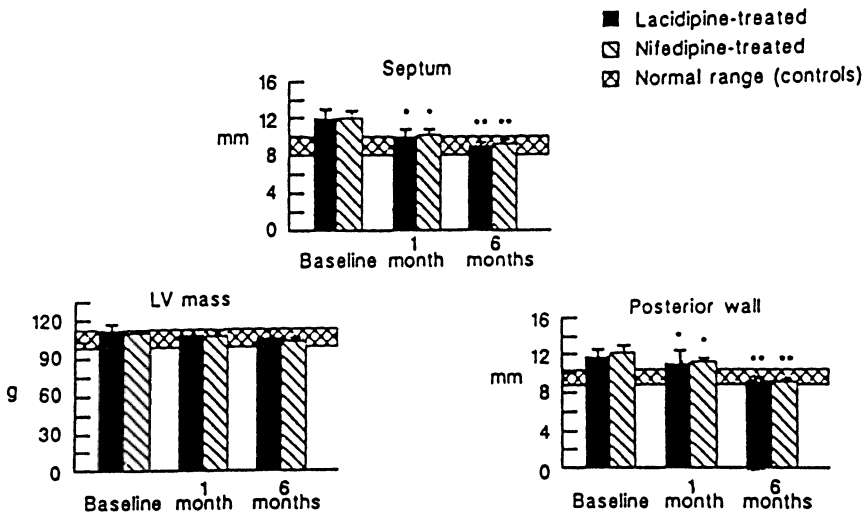 Lacidipine-treated
Nifedipine-treated
Normal range (controls)
Septum
16
12
mm
8
4
0
Baseline
1
month
6
months
LV mass
120
90
g
60
30
0
Baseline
1
month
6
months
Posterior wall
16
12
mm
8
4
0
Baseline
1
month
6
months